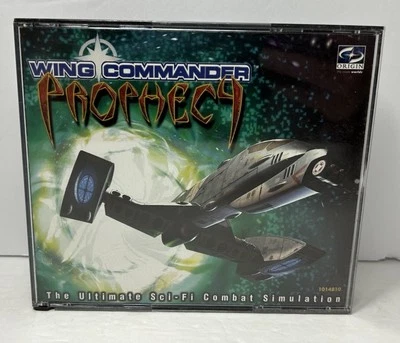 WING COMMANDER
PROPHECY
ORIGIN
The Ultimate Sci-Fi Combat Simulation